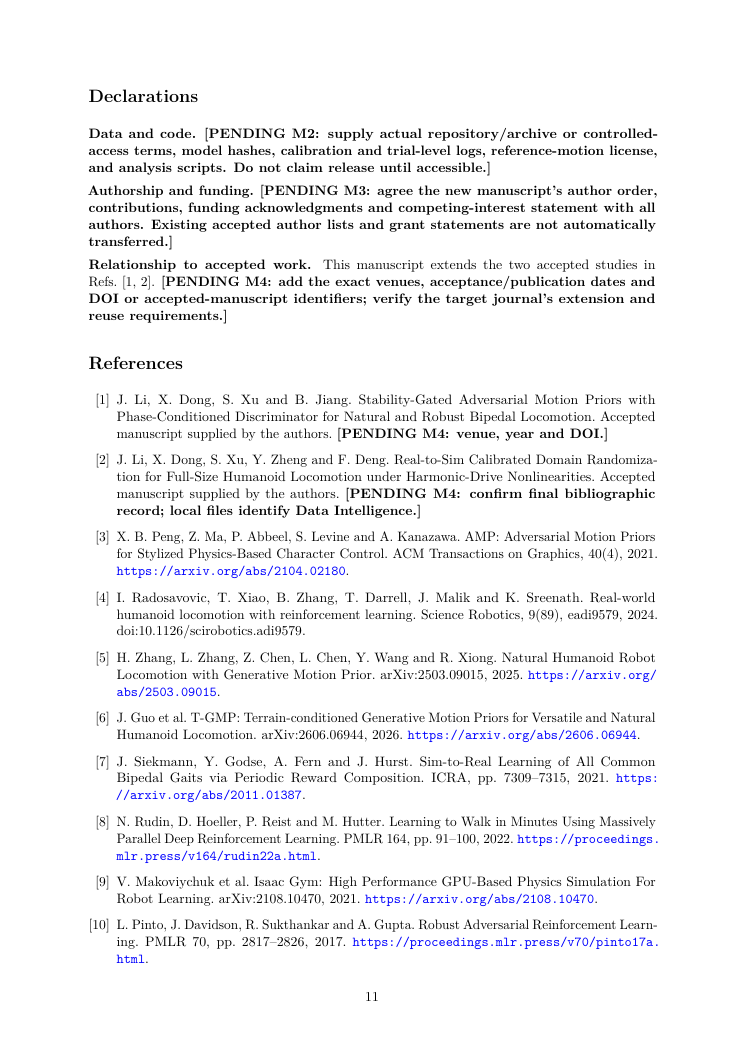 Declarations
Data and code. [PENDING M2: supply actual repository/archive or controlled-
access terms, model hashes, calibration and trial-level logs, reference-motion license,
and analysis scripts. Do not claim release until accessible.]
Authorship and funding. [PENDING M3: agree the new manuscript's author order,
contributions, funding acknowledgments and competing-interest statement with all
authors. Existing accepted author lists and grant statements are not automatically
transferred.]
Relationship to accepted work. This manuscript extends the two accepted studies in
Refs. [1, 2]. [PENDING M4: add the exact venues, acceptance/publication dates and
DOI or accepted-manuscript identifiers; verify the target journal's extension and
reuse requirements.]
References
[1] J. Li, X. Dong, S. Xu and B. Jiang. Stability-Gated Adversarial Motion Priors with
Phase-Conditioned Discriminator for Natural and Robust Bipedal Locomotion. Accepted
manuscript supplied by the authors. [PENDING M4: venue, year and DOI.]
[2] J. Li, X. Dong, S. Xu, Y. Zheng and F. Deng. Real-to-Sim Calibrated Domain Randomiza-
tion for Full-Size Humanoid Locomotion under Harmonic-Drive Nonlinearities. Accepted
manuscript supplied by the authors. [PENDING M4: confirm final bibliographic
record; local files identify Data Intelligence.]
[3] X. B. Peng, Z. Ma, P. Abbeel, S. Levine and A. Kanazawa. AMP: Adversarial Motion Priors
for Stylized Physics-Based Character Control. ACM Transactions on Graphics, 40(4), 2021.
https://arxiv.org/abs/2104.02180.
[4] I. Radosavovic, T. Xiao, B. Zhang, T. Darrell, J. Malik and K. Sreenath. Real-world
humanoid locomotion with reinforcement learning. Science Robotics, 9(89), eadi9579, 2024.
doi:10.1126/scirobotics.adi9579.
[5] H. Zhang, L. Zhang, Z. Chen, L. Chen, Y. Wang and R. Xiong. Natural Humanoid Robot
Locomotion with Generative Motion Prior. arXiv:2503.09015, 2025. https://arxiv.org/
abs/2503.09015.
[6] J. Guo et al. T-GMP: Terrain-conditioned Generative Motion Priors for Versatile and Natural
Humanoid Locomotion. arXiv:2606.06944, 2026. https://arxiv.org/abs/2606.06944.
[7] J. Siekmann, Y. Godse, A. Fern and J. Hurst. Sim-to-Real Learning of All Common
Bipedal Gaits via Periodic Reward Composition. ICRA, pp. 7309–7315, 2021. https:
//arxiv.org/abs/2011.01387.
[8] N. Rudin, D. Hoeller, P. Reist and M. Hutter. Learning to Walk in Minutes Using Massively
Parallel Deep Reinforcement Learning. PMLR 164, pp. 91–100, 2022. https://proceedings.
mlr.press/v164/rudin22a.html.
[9] V. Makoviychuk et al. Isaac Gym: High Performance GPU-Based Physics Simulation For
Robot Learning. arXiv:2108.10470, 2021. https://arxiv.org/abs/2108.10470.
[10] L. Pinto, J. Davidson, R. Sukthankar and A. Gupta. Robust Adversarial Reinforcement Learn-
ing. PMLR 70, pp. 2817–2826, 2017. https://proceedings.mlr.press/v70/pinto17a.
html.
11